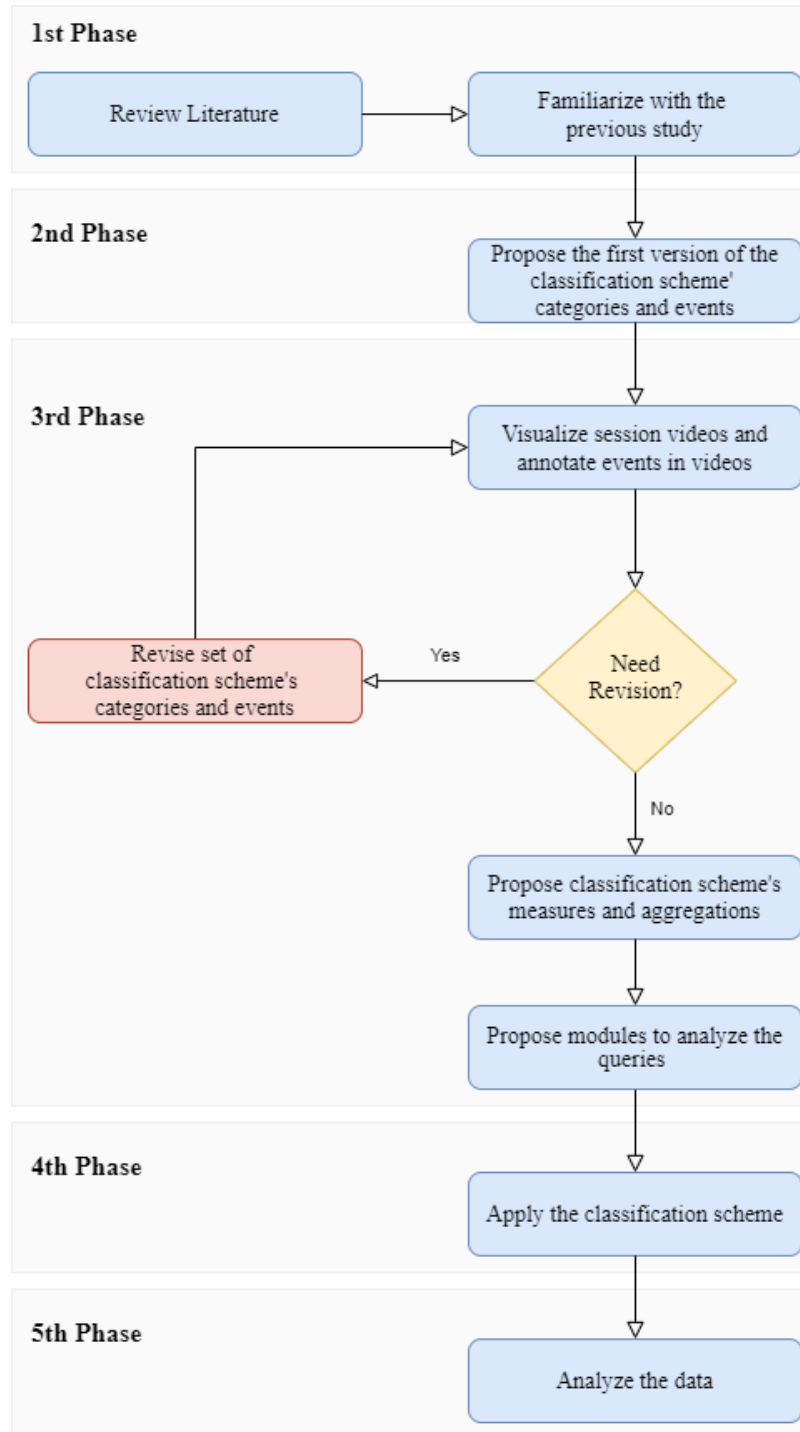 1st Phase
Review Literature
Familiarize with the
previous study
2nd Phase
Propose the first version of the
classification scheme'
categories and events
3rd Phase
Visualize session videos and
annotate events in videos
Need
Revision?
Yes
Revise set of
classification scheme's
categories and events
No
Propose classification scheme's
measures and aggregations
Propose modules to analyze the
queries
4th Phase
Apply the classification scheme
5th Phase
Analyze the data